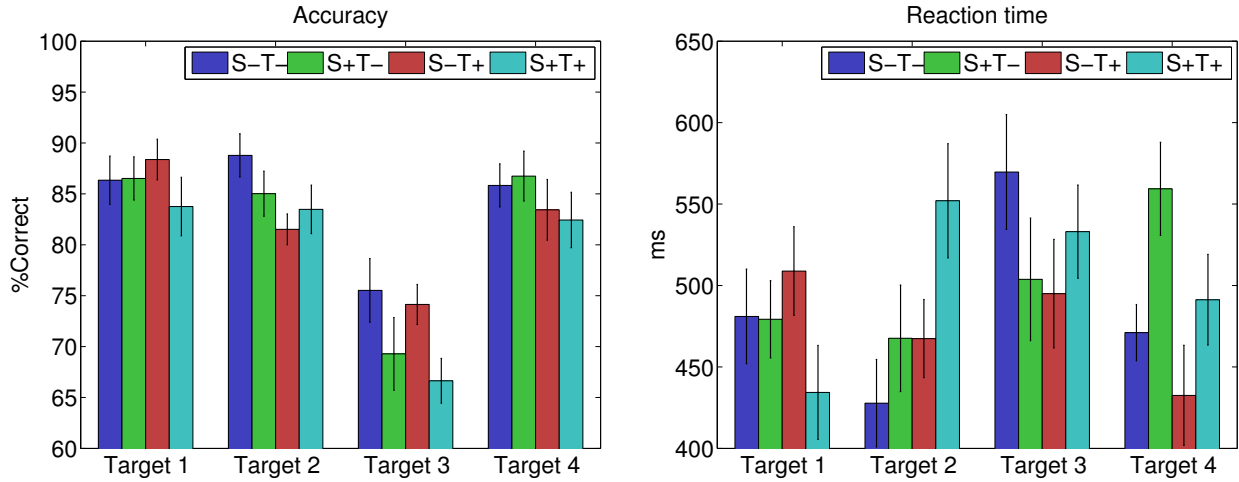 Accuracy
100
95
90
85
80
75
70
65
60
%Correct
S−T− S+T− S−T+ S+T+
Target 1 Target 2 Target 3 Target 4
Reaction time
650
600
550
500
450
400
ms
S−T− S+T− S−T+ S+T+
Target 1 Target 2 Target 3 Target 4